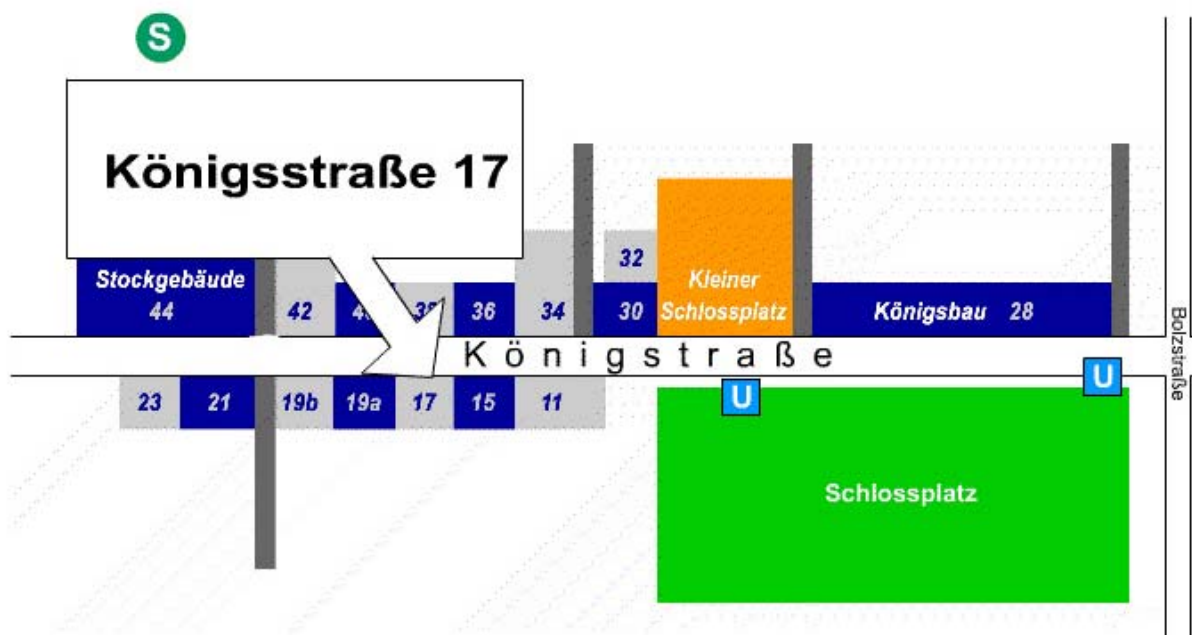 S
Königsstraße 17
32
Stockgebäude
44
42
36
34
30
Kleiner
Schlossplatz
Königsbau 28
Königstraße
Bolzstraße
23
21
19b
19a
17
15
11
U
U
Schlossplatz